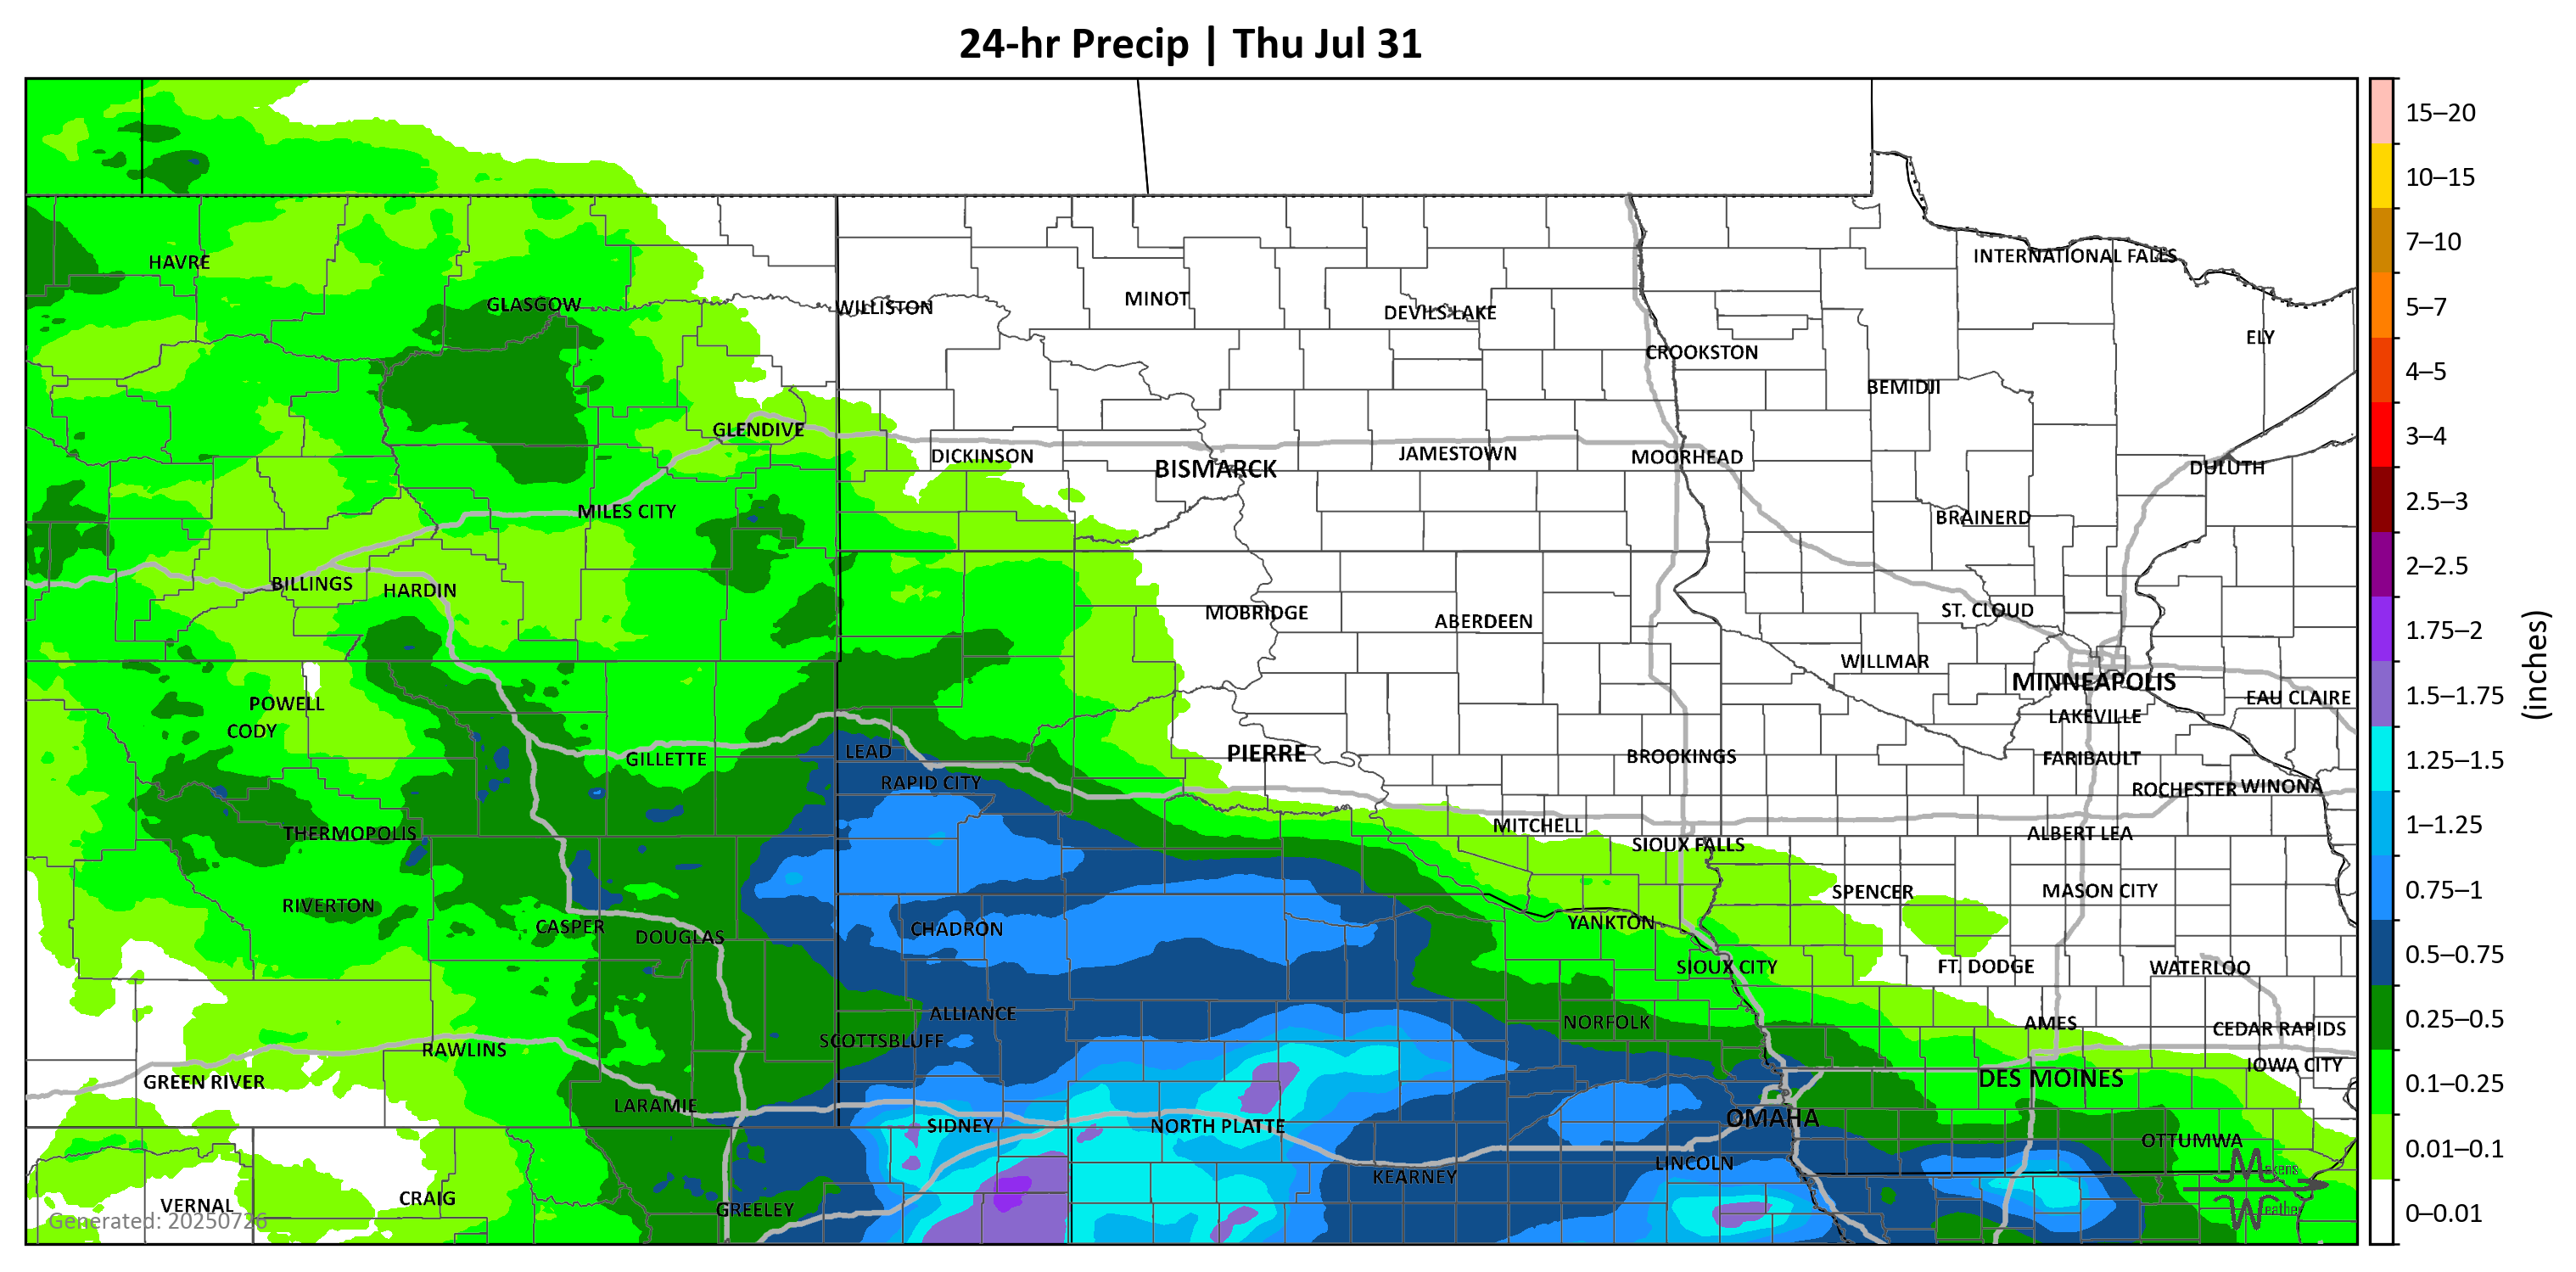 24-hr Precip | Thu Jul 31
15–20
10–15
INTERNATIONAL FALLS
7–10
HAVRE
MINOT
GLASGOW
WILLISTON
DEVILS LAKE
5–7
ELY
CROOKSTON
4–5
BEMIDJI
GLENDIVE
3–4
DICKINSON
JAMESTOWN
MOORHEAD
BISMARCK
DULUTH
2.5–3
MILES CITY
BRAINERD
2–2.5
BILLINGS
HARDIN
MOBRIDGE
ABERDEEN
ST. CLOUD
1.75–2
(inches)
WILLMAR
MINNEAPOLIS
1.5–1.75
EAU CLAIRE
POWELL
LAKEVILLE
CODY
LEAD
PIERRE
BROOKINGS
FARIBAULT
GILLETTE
1.25–1.5
RAPID CITY
ROCHESTER
WINONA
MITCHELL
1–1.25
THERMOPOLIS
ALBERT LEA
SIOUX FALLS
SPENCER
MASON CITY
0.75–1
RIVERTON
CASPER
CHADRON
YANKTON
DOUGLAS
0.5–0.75
SIOUX CITY
FT. DODGE
WATERLOO
ALLIANCE
NORFOLK
AMES
CEDAR RAPIDS
0.25–0.5
SCOTTSBLUFF
RAWLINS
IOWA CITY
GREEN RIVER
DES MOINES
0.1–0.25
LARAMIE
OMAHA
SIDNEY
NORTH PLATTE
OTTUMWA
0.01–0.1
LINCOLN
Makens
KEARNEY
CRAIG
VERNAL
GREELEY
Weather
0–0.01
Generated: 20250726